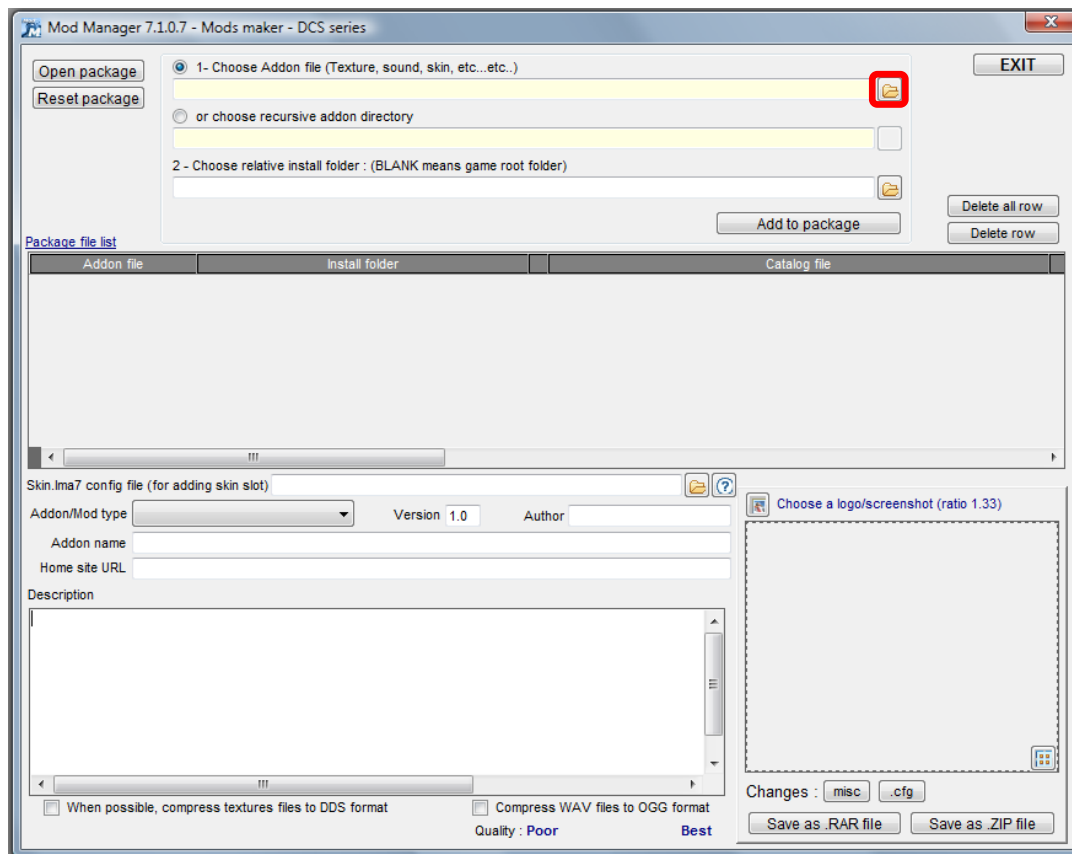 Mod Manager 7.1.0.7 - Mods maker - DCS series
X
Open package
Reset package
1- Choose Addon file (Texture, sound, skin, etc...etc..)
EXIT
or choose recursive addon directory
2 - Choose relative install folder : (BLANK means game root folder)
Delete all row
Add to package
Delete row
Package file list
Addon file Install folder Catalog file
Skin.lma7 config file (for adding skin slot)
?
Addon/Mod type Version 1.0 Author
Choose a logo/screenshot (ratio 1.33)
Addon name
Home site URL
Description
When possible, compress textures files to DDS format
Compress WAV files to OGG format
Quality : Poor Best
Changes : misc .cfg
Save as .RAR file
Save as .ZIP file